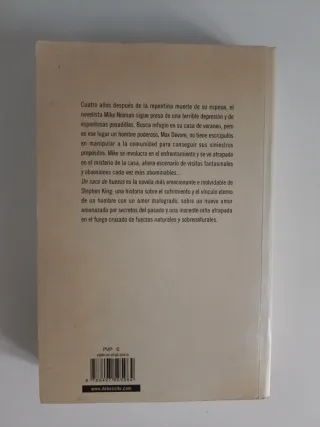 Cuatro años después de la repentina muerte de su esposa, el
novelista Mike Noonan sigue presa de una terrible depresión y de
espantosas pesadillas. Busca refugio en su casa de verano, pero
es ese lugar un hombre poderoso, Max Devore, no tiene escrúpulos
en manipular a la comunidad para conseguir sus siniestros
propósitos. Mike se involucra en el enfrentamiento y se ve atrapado
en el misterio de la casa, ahora escenario de visitas fantasmales
y obsesiones cada vez más abominables...
Un saco de huesos es la novela más emocionante e inolvidable de
Stephen King: una historia sobre el sufrimiento y el vínculo eterno
de un hombre con un amor malogrado, sobre un nuevo amor
amenazado por secretos del pasado y una inocente niña atrapada
en el fuego cruzado de fuerzas naturales y sobrenaturales.
PVP: €
www.debolsillo.com